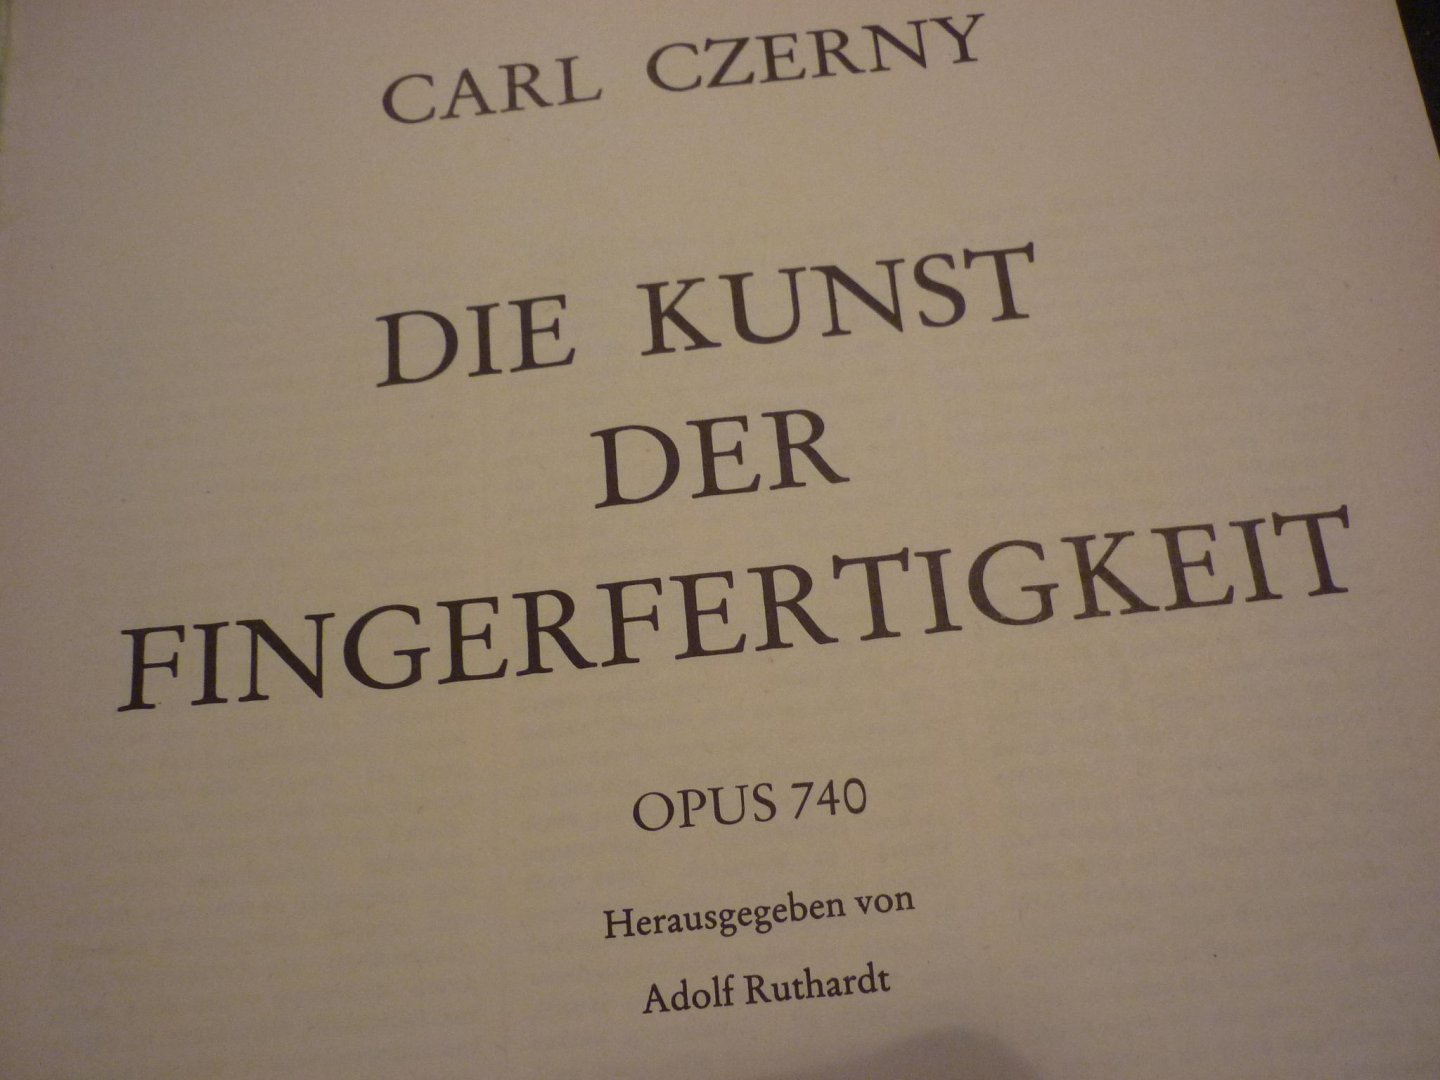 CARL CZERNY
DIE KUNST
DER
FINGERFERTIGKEIT
OPUS 740
Herausgegeben von
Adolf Ruthardt